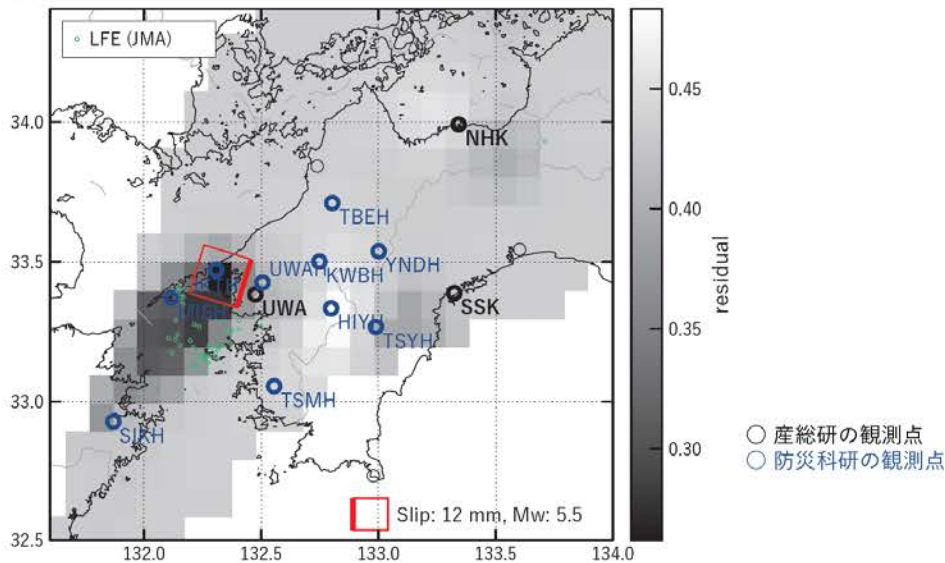 LFE (JMA)
34.0
33.5
33.0
32.5
132.0
132.5
133.0
133.5
134.0
NHK
TBEH
YNDH
UWAH
KWBH
UWA
SSK
HIYH
TSYH
TSMH
SIKH
Slip: 12 mm, Mw: 5.5
0.45
0.40
0.35
0.30
residual
産総研の観測点
防災科研の観測点